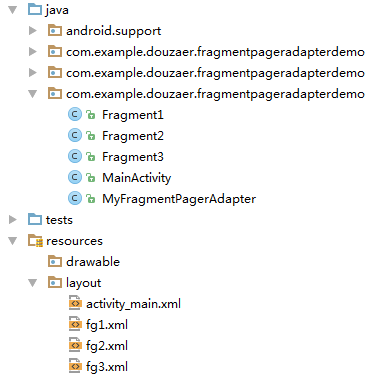 java
android.support
com.example.douzaer.fragmentpageradapterdemo
com.example.douzaer.fragmentpageradapterdemo
com.example.douzaer.fragmentpageradapterdemo
Fragment1
Fragment2
Fragment3
MainActivity
MyFragmentPagerAdapter
tests
resources
drawable
layout
activity_main.xml
fg1.xml
fg2.xml
fg3.xml